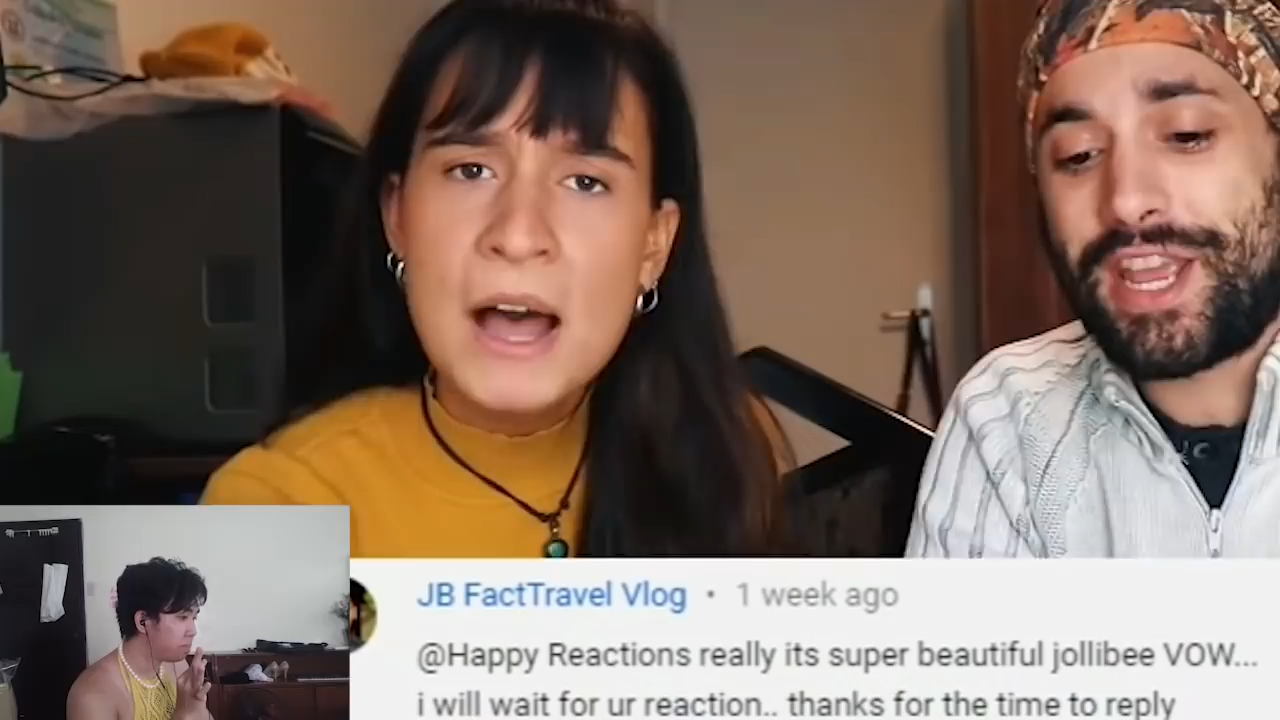 JB FactTravel Vlog • 1 week ago
@Happy Reactions really its super beautiful jollibee VOW...
i will wait for ur reaction.. thanks for the time to reply